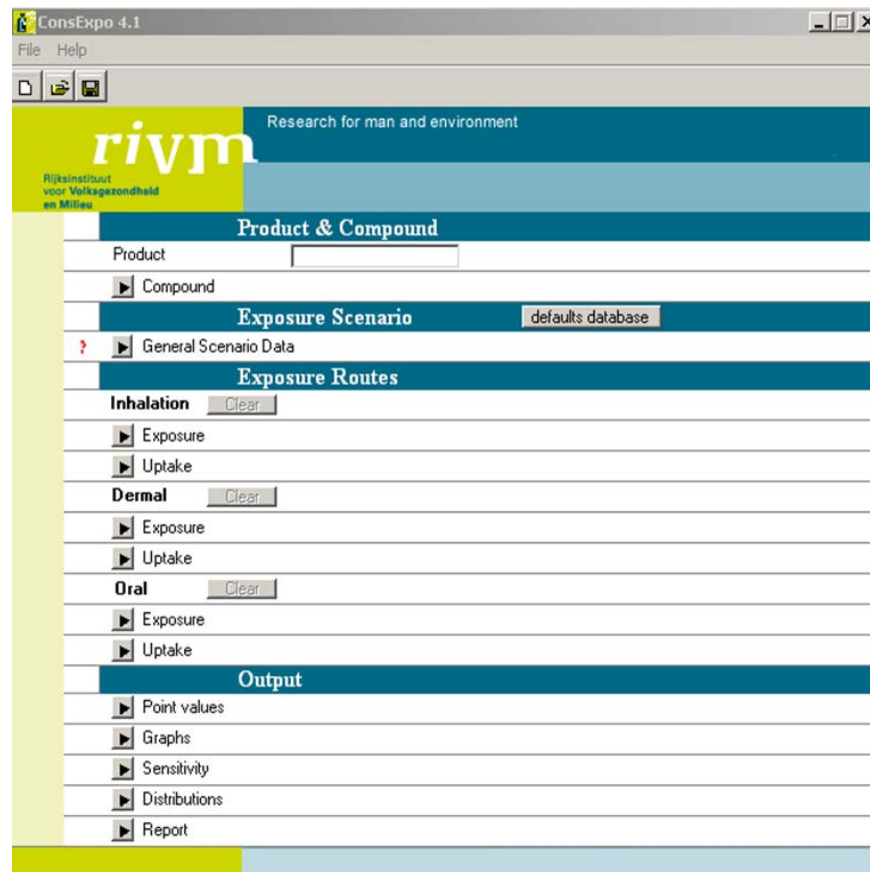 ConsExpo 4.1
File Help
rivm
Research for man and environment
Rijksinstituut
voor Volksgezondheid
en Milieu
Product & Compound
Product
Compound
Exposure Scenario defaults database
? General Scenario Data
Exposure Routes
Inhalation Clear
Exposure
Uptake
Dermal Clear
Exposure
Uptake
Oral Clear
Exposure
Uptake
Output
Point values
Graphs
Sensitivity
Distributions
Report